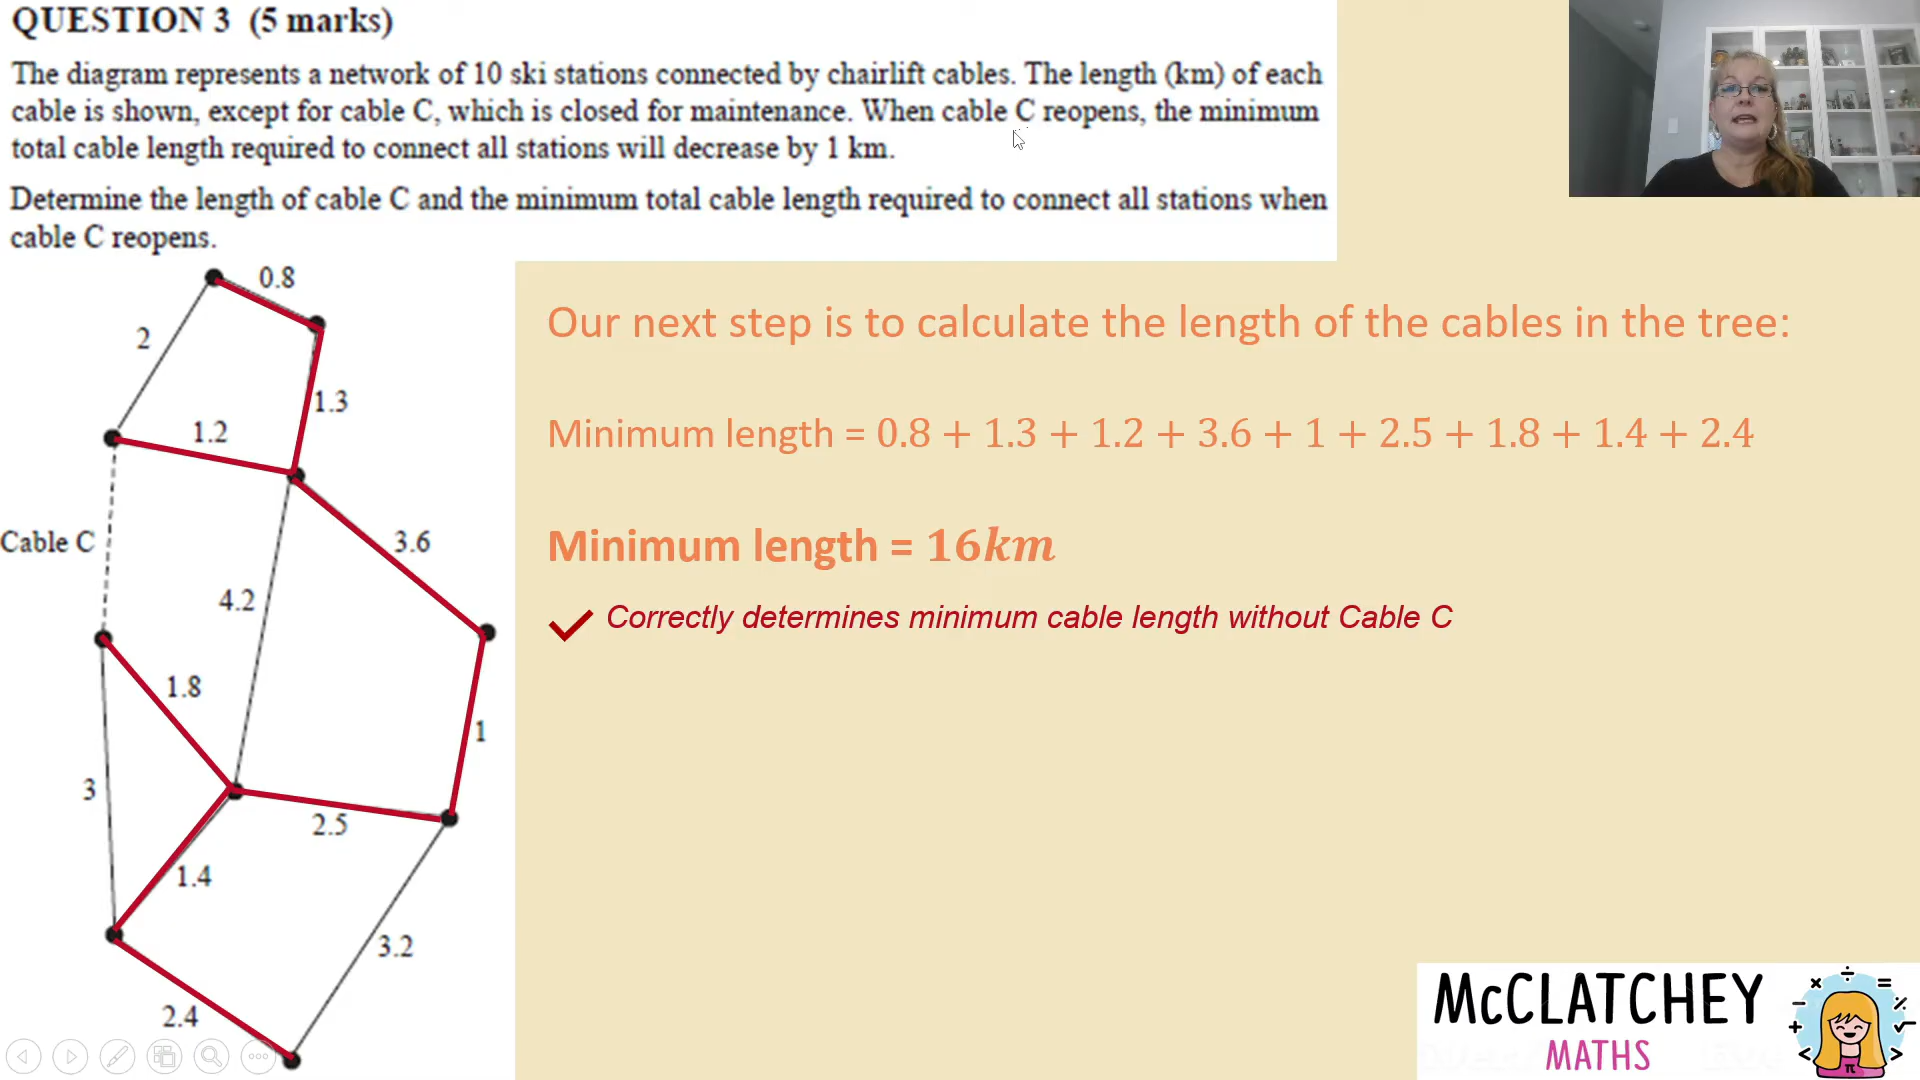 QUESTION 3 (5 marks)
The diagram represents a network of 10 ski stations connected by chairlift cables. The length (km) of each
cable is shown, except for cable C, which is closed for maintenance. When cable C reopens, the minimum
total cable length required to connect all stations will decrease by 1 km.
Determine the length of cable C and the minimum total cable length required to connect all stations when
cable C reopens.
0.8
2
1.3
1.2
Cable C
3.6
4.2
1.8
1
3
2.5
1.4
3.2
2.4
Our next step is to calculate the length of the cables in the tree:
Minimum length = 0.8 + 1.3 + 1.2 + 3.6 + 1 + 2.5 + 1.8 + 1.4 + 2.4
Minimum length = 16km
Correctly determines minimum cable length without Cable C
McCLATCHEY
MATHS